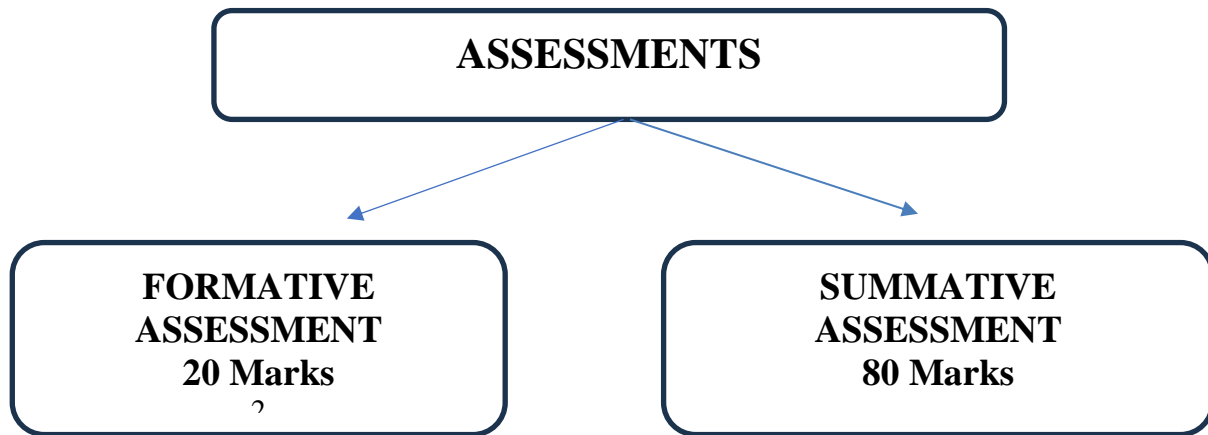 ASSESSMENTS
FORMATIVE
ASSESSMENT
20 Marks
SUMMATIVE
ASSESSMENT
80 Marks